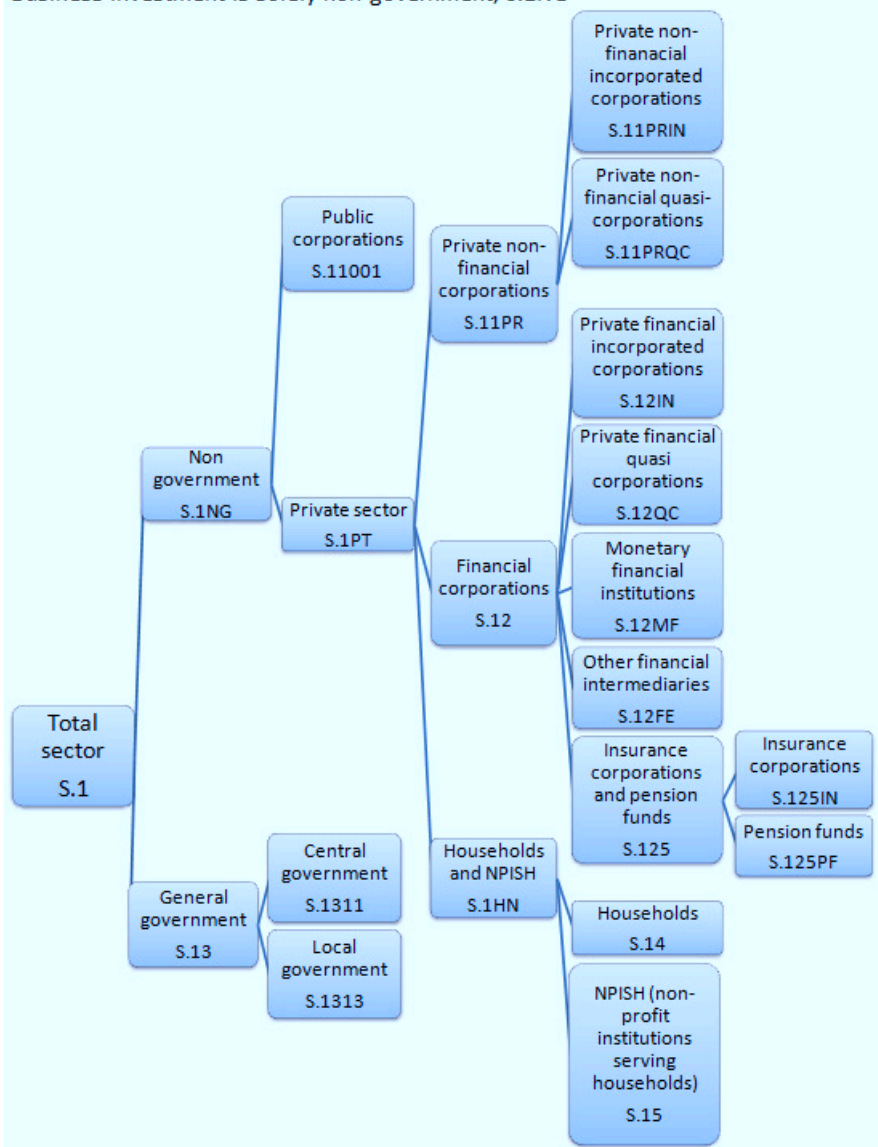 Private non-
finanacial
incorporated
corporations
S.11PRIN
Private non-
financial quasi-
corporations
S.11PRQC
Public
corporations
S.11001
Private non-
financial
corporations
S.11PR
Private financial
incorporated
corporations
S.12IN
Private financial
quasi
corporations
S.12QC
Non
government
S.1NG
Private sector
S.1PT
Financial
corporations
S.12
Monetary
financial
institutions
S.12MF
Other financial
intermediaries
S.12FE
Total
sector
S.1
Insurance
corporations
and pension
funds
S.125
Insurance
corporations
S.125IN
Pension funds
S.125PF
General
government
S.13
Central
government
S.1311
Local
government
S.1313
Households
and NPISH
S.1HN
Households
S.14
NPISH (non-
profit
institutions
serving
households)
S.15